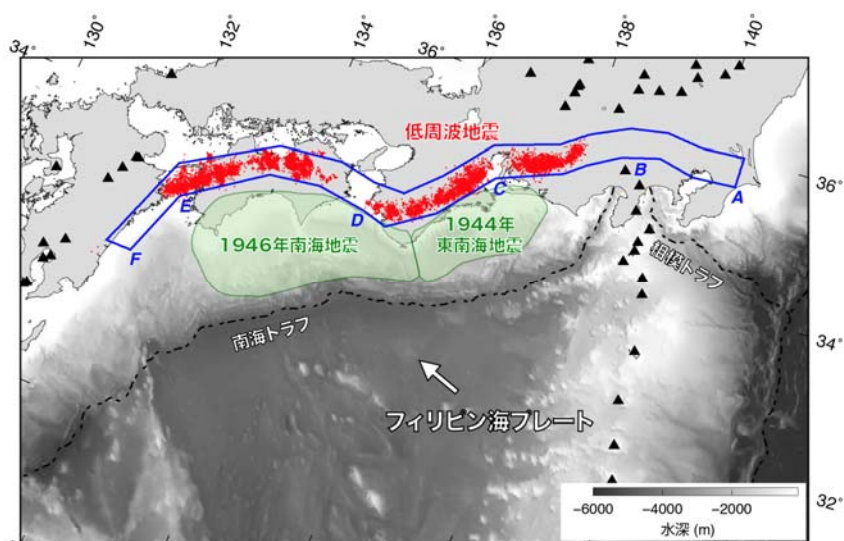 130°
132°
134°
136°
138°
140°
34°
36°
36°
34°
32°
低周波地震
A
B
C
D
E
F
1946年南海地震
1944年
東南海地震
相模トラフ
南海トラフ
フィリピン海プレート
-6000 -4000 -2000
水深 (m)